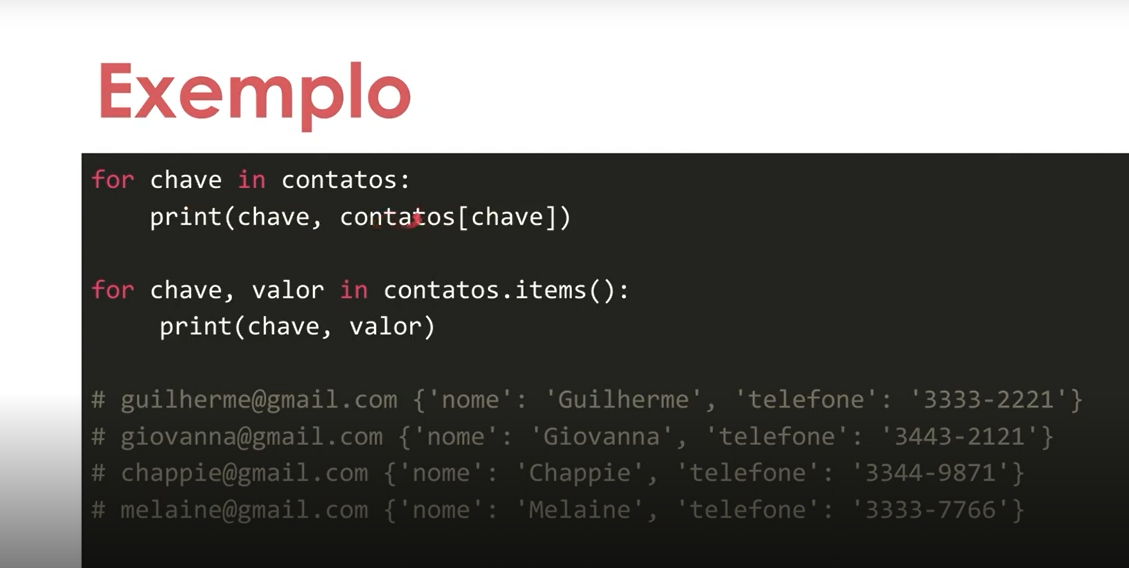 Exemplo
for chave in contatos:
    print(chave, contatos[chave])
for chave, valor in contatos.items():
    print(chave, valor)
# guilherme@gmail.com {'nome': 'Guilherme', 'telefone': '3333-2221'}
# giovanna@gmail.com {'nome': 'Giovanna', 'telefone': '3443-2121'}
# chappie@gmail.com {'nome': 'Chappie', 'telefone': '3344-9871'}
# melaine@gmail.com {'nome': 'Melaine', 'telefone': '3333-7766'}